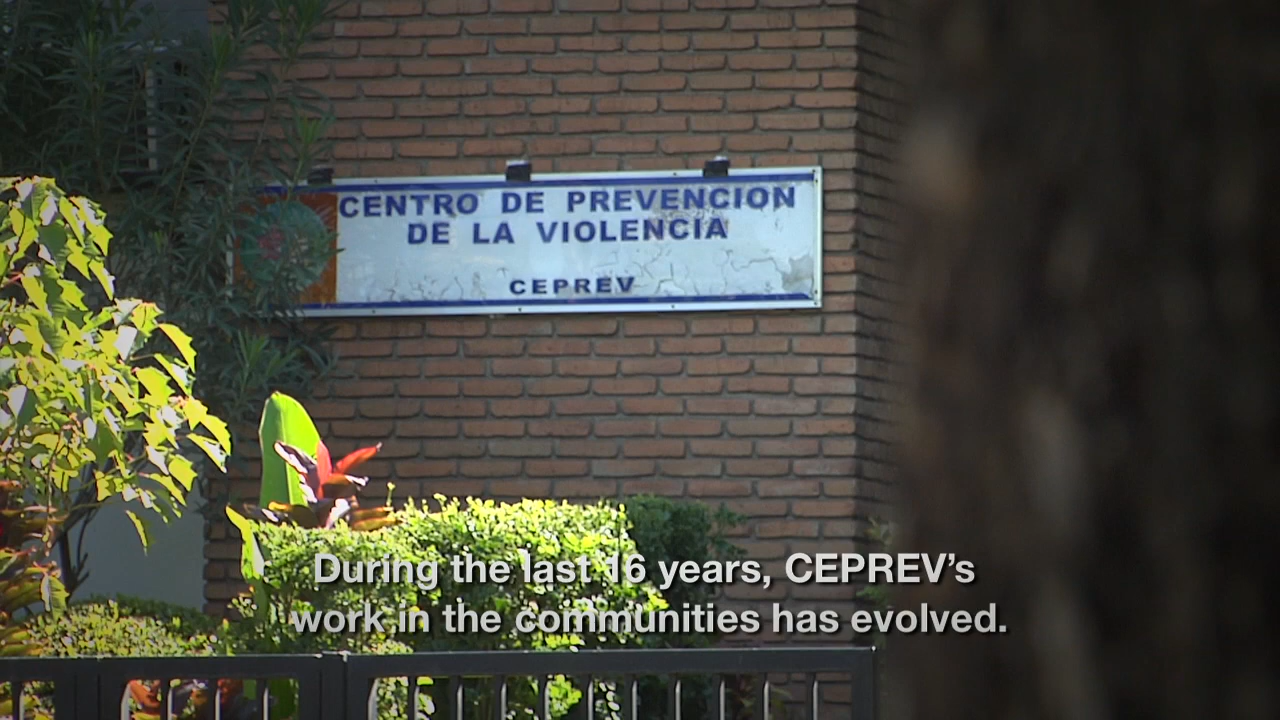 CENTRO DE PREVENCION
DE LA VIOLENCIA
CEPREV
During the last 16 years, CEPREV's
work in the communities has evolved.